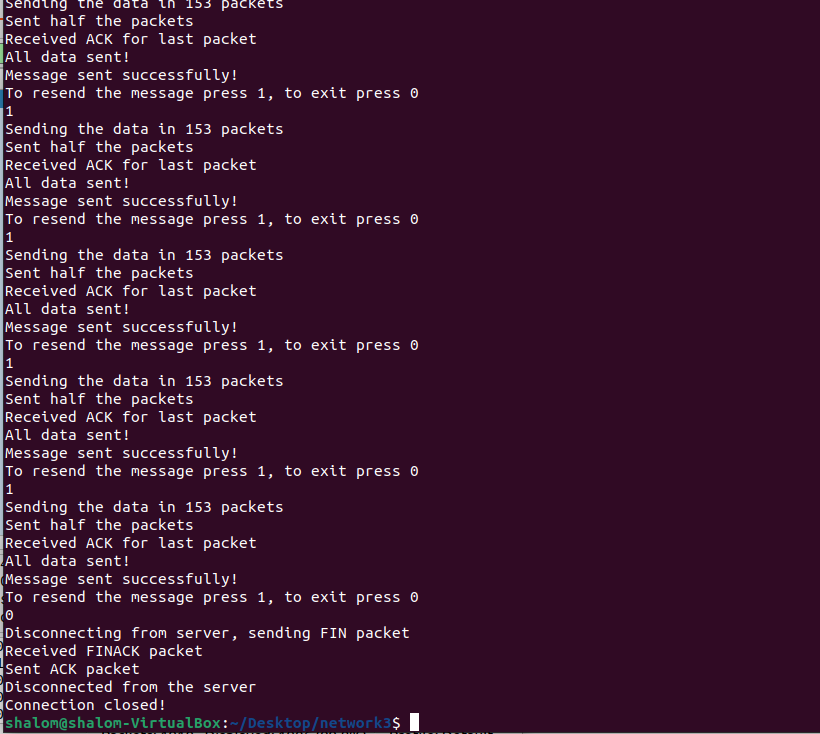 Sending the data in 153 packets
Sent half the packets
Received ACK for last packet
All data sent!
Message sent successfully!
To resend the message press 1, to exit press 0
1
Sending the data in 153 packets
Sent half the packets
Received ACK for last packet
All data sent!
Message sent successfully!
To resend the message press 1, to exit press 0
1
Sending the data in 153 packets
Sent half the packets
Received ACK for last packet
All data sent!
Message sent successfully!
To resend the message press 1, to exit press 0
1
Sending the data in 153 packets
Sent half the packets
Received ACK for last packet
All data sent!
Message sent successfully!
To resend the message press 1, to exit press 0
1
Sending the data in 153 packets
Sent half the packets
Received ACK for last packet
All data sent!
Message sent successfully!
To resend the message press 1, to exit press 0
0
Disconnecting from server, sending FIN packet
Received FINACK packet
Sent ACK packet
Disconnected from the server
Connection closed!
shalom@shalom-VirtualBox:~/Desktop/network3$